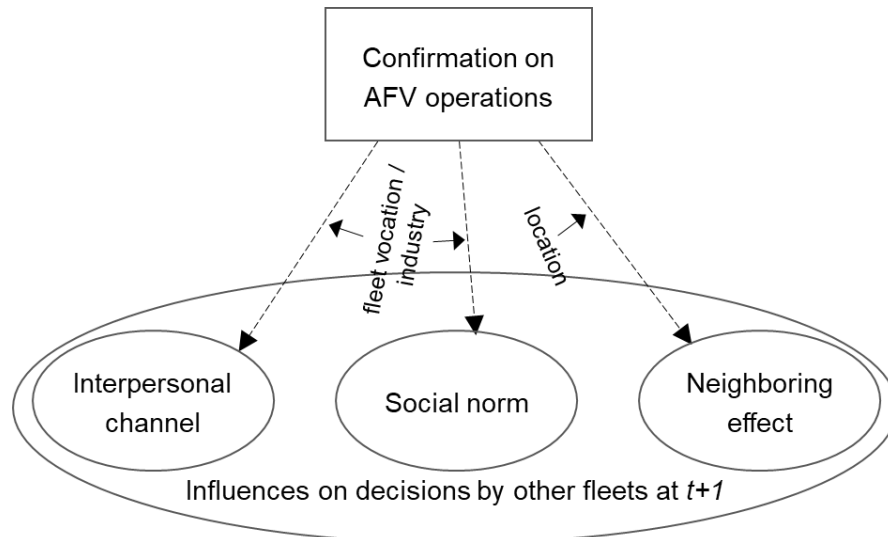 Confirmation on
AFV operations
fleet vocation /
industry
location
Interpersonal
channel
Social norm
Neighboring
effect
Influences on decisions by other fleets at t+1